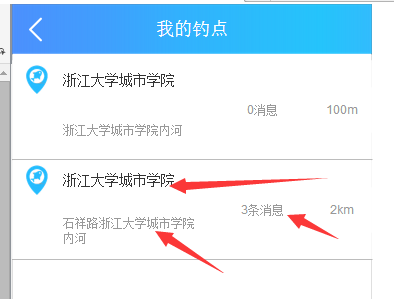 我的钓点
浙江大学城市学院
0消息 100m
浙江大学城市学院内河
浙江大学城市学院
3条消息 2km
石祥路浙江大学城市学院
内河